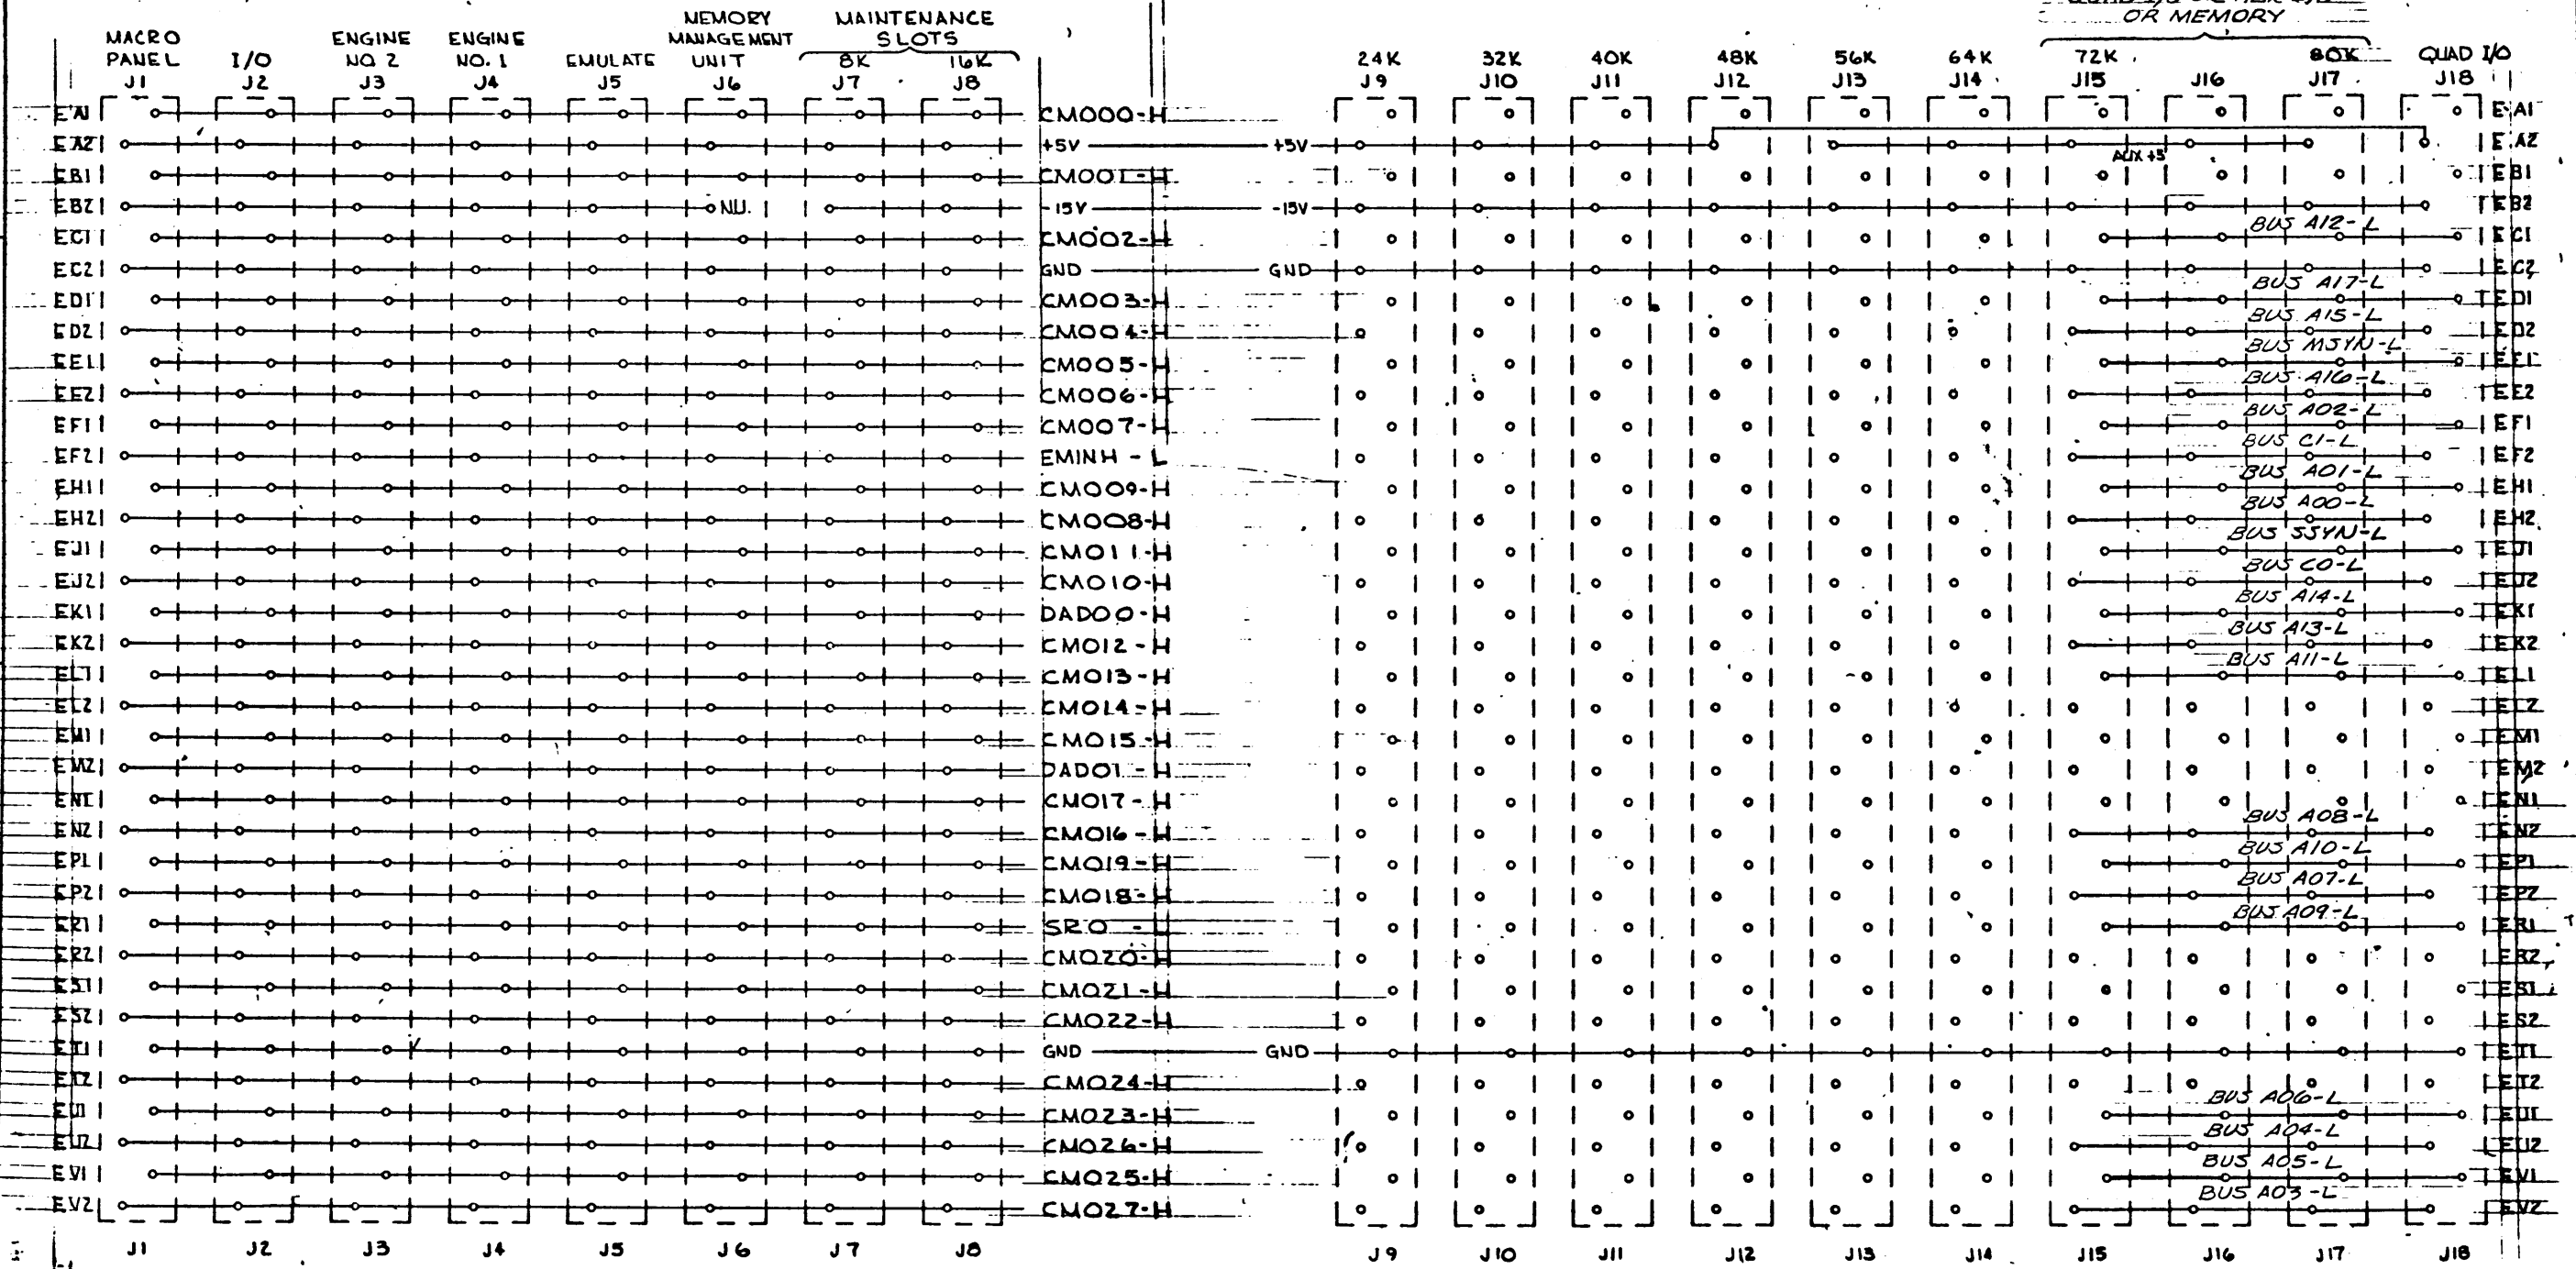 OR MEMORY
MACRO PANEL J1
I/O J2
ENGINE NO 2 J3
ENGINE NO. 1 J4
EMULATE J5
MEMORY MANAGEMENT UNIT J6
MAINTENANCE SLOTS
8K J7
16K J8
24K J9
32K J10
40K J11
48K J12
56K J13
64K J14
72K J15
J16
80K J17
QUAD I/O J18
EA1 CM000-H EA1
EA2 +5V +5V AUX +5 EA2
EB1 CM001-H EB1
EB2 NU. -15V -15V EB2
EC1 CM002-H BUS A12-L EC1
EC2 GND GND EC2
ED1 CM003-H BUS A17-L ED1
ED2 CM004-H BUS A15-L ED2
EE1 CM005-H BUS MSYN-L EE1
EE2 CM006-H BUS A16-L EE2
EF1 CM007-H BUS A02-L EF1
EF2 EMINH - L BUS C1-L EF2
EH1 CM009-H BUS A01-L EH1
EH2 CM008-H BUS A00-L EH2
EJ1 CM011-H BUS SSYN-L EJ1
EJ2 CM010-H BUS C0-L EJ2
EK1 DAD00-H BUS A14-L EK1
EK2 CM012-H BUS A13-L EK2
EL1 CM013-H BUS A11-L EL1
EL2 CM014-H EL2
EM1 CM015-H EM1
EM2 DAD01-H EM2
EN1 CM017-H EN1
EN2 CM016-H BUS A08-L EN2
EP1 CM019-H BUS A10-L EP1
EP2 CM018-H BUS A07-L EP2
ER1 SRO - L BUS A09-L ER1
ER2 CM020-H ER2
ES1 CM021-H ES1
ES2 CM022-H ES2
ET1 GND GND ET1
ET2 CM024-H ET2
EU1 CM023-H BUS A06-L EU1
EU2 CM026-H BUS A04-L EU2
EV1 CM025-H BUS A05-L EV1
EV2 CM027-H BUS A03-L EV2
J1 J2 J3 J4 J5 J6 J7 J8 J9 J10 J11 J12 J13 J14 J15 J16 J17 J18